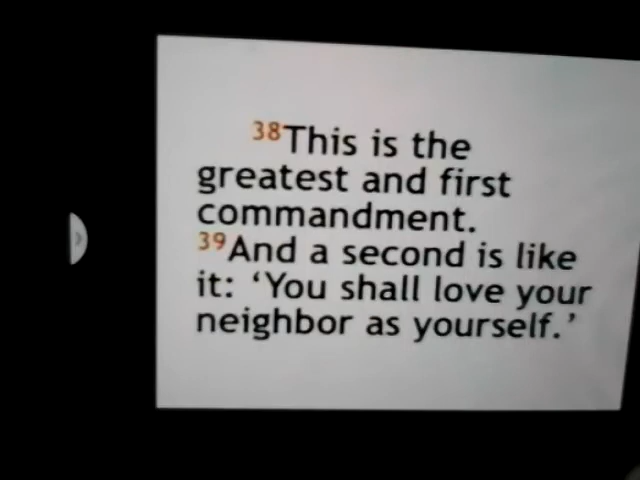 38This is the
greatest and first
commandment.
39And a second is like
it: ‘You shall love your
neighbor as yourself.’